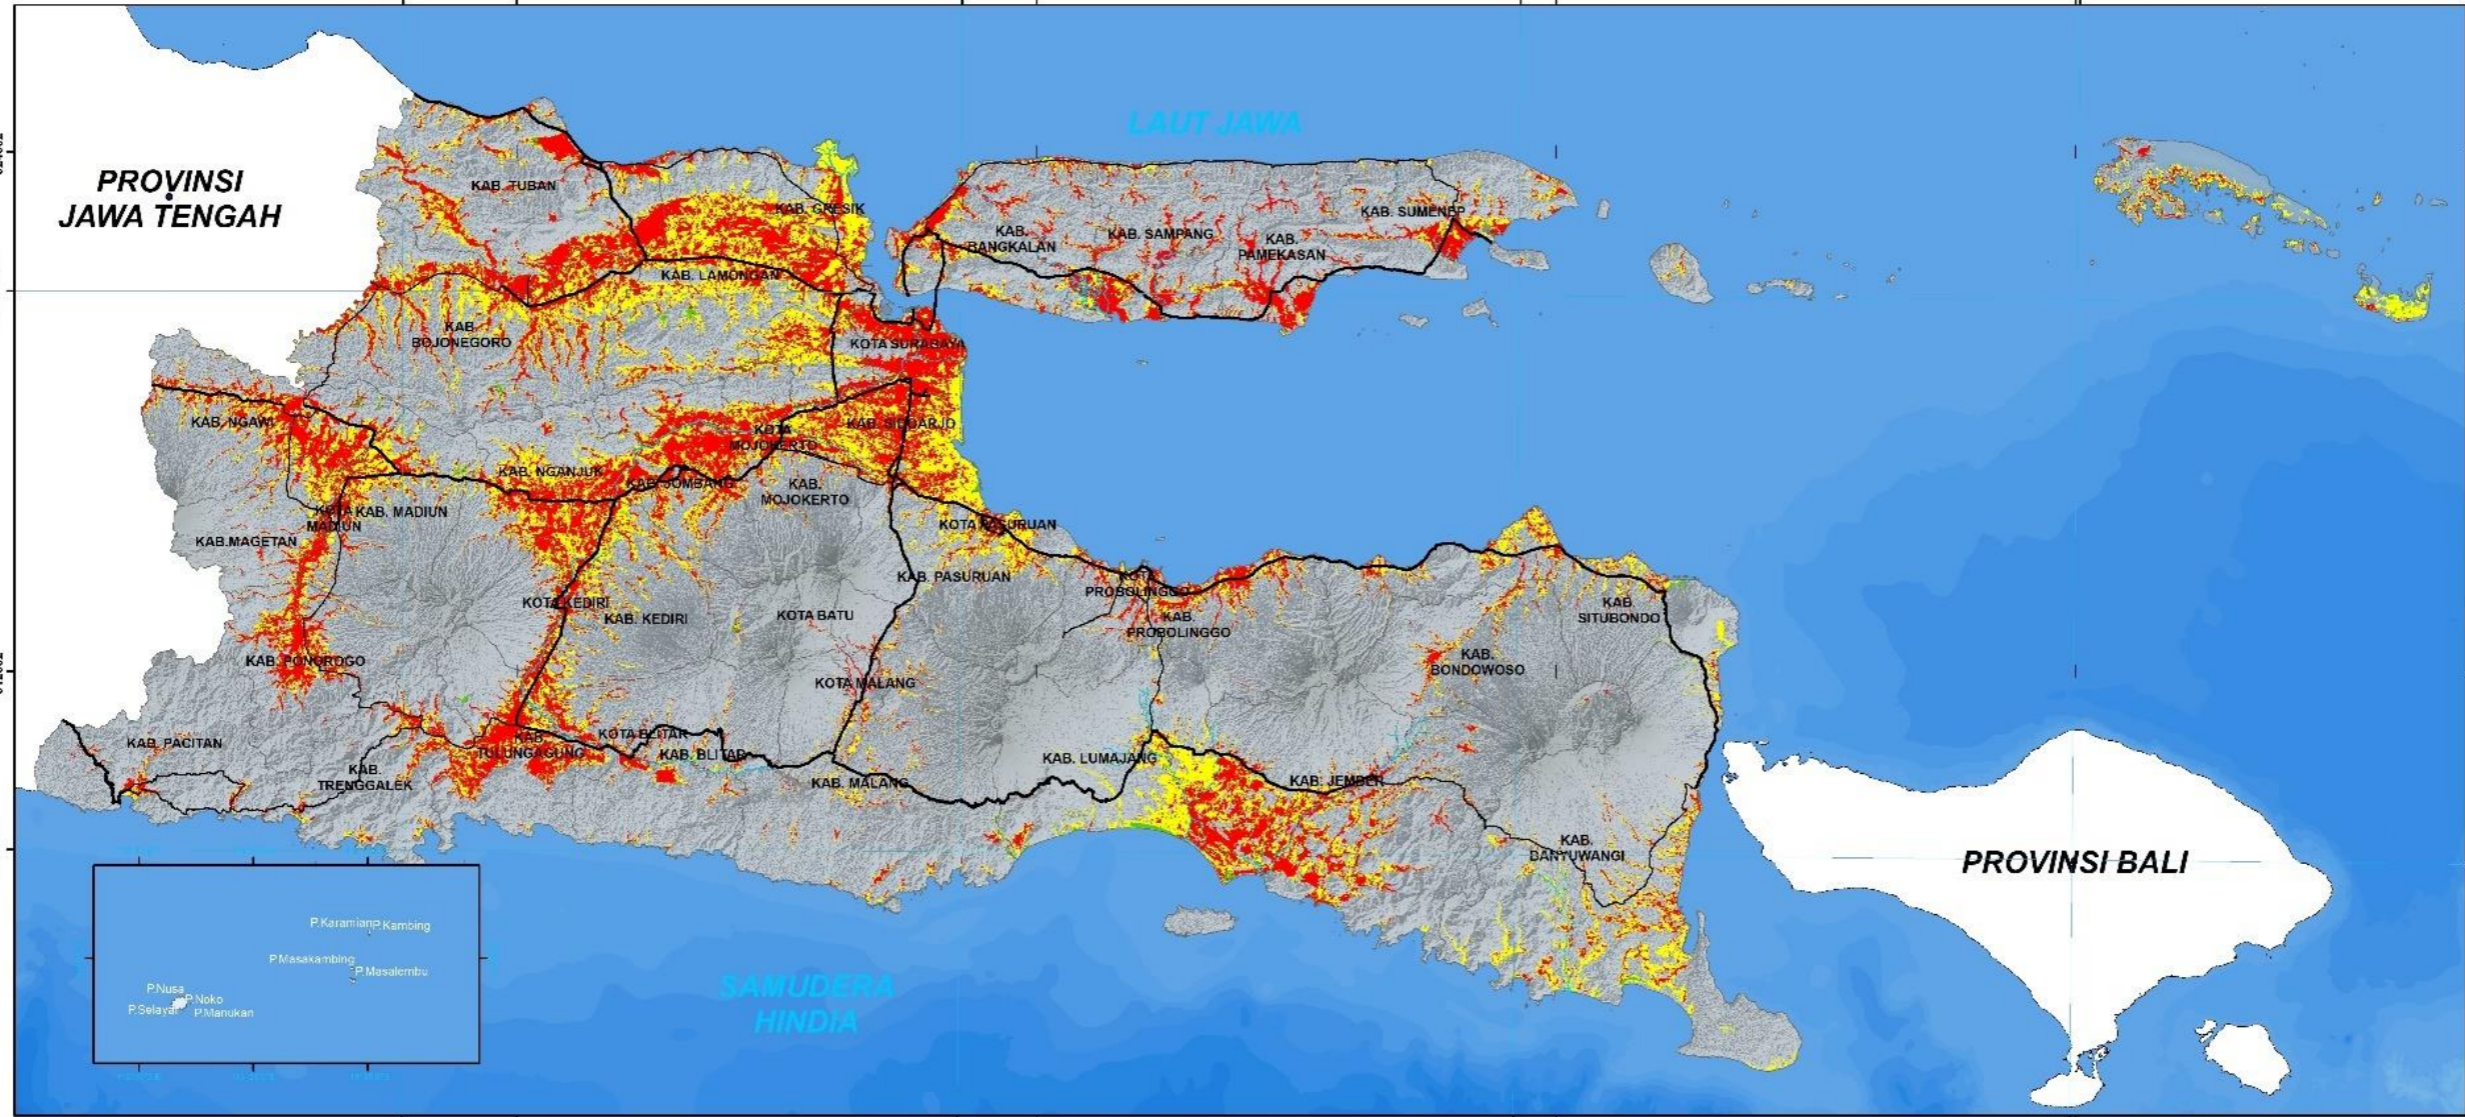 LAUT JAWA
PROVINSI
JAWA TENGAH
KAB. TUBAN
KAB. GRESIK
KAB. SUMENEP
KAB.
BANGKALAN
KAB. SAMPANG
KAB.
PAMEKASAN
KAB. LAMONGAN
KAB.
BOJONEGORO
KOTA SURABAYA
KAB. NGAWI
KOTA
MOJOKERTO
KAB. SIDOARJO
KAB. NGANJUK
KAB. JOMBANG
KAB.
MOJOKERTO
KOTA
MADIUN
KAB. MADIUN
KOTA PASURUAN
KAB.MAGETAN
KAB. PASURUAN
KOTA
PROBOLINGGO
KOTA KEDIRI
KAB. KEDIRI
KOTA BATU
KAB.
PROBOLINGGO
KAB.
SITUBONDO
KAB. PONOROGO
KAB.
BONDOWOSO
KOTA MALANG
KAB. PACITAN
KAB.
TULUNGAGUNG
KOTA BLITAR
KAB. BLITAR
KAB. LUMAJANG
KAB.
TRENGGALEK
KAB. MALANG
KAB. JEMBER
KAB.
BANYUWANGI
PROVINSI BALI
P.Karamian
P.Kambing
P.Masakambing
P.Masalembu
P.Nusa
P.Noko
P.Selayar
P.Manukan
SAMUDERA
HINDIA